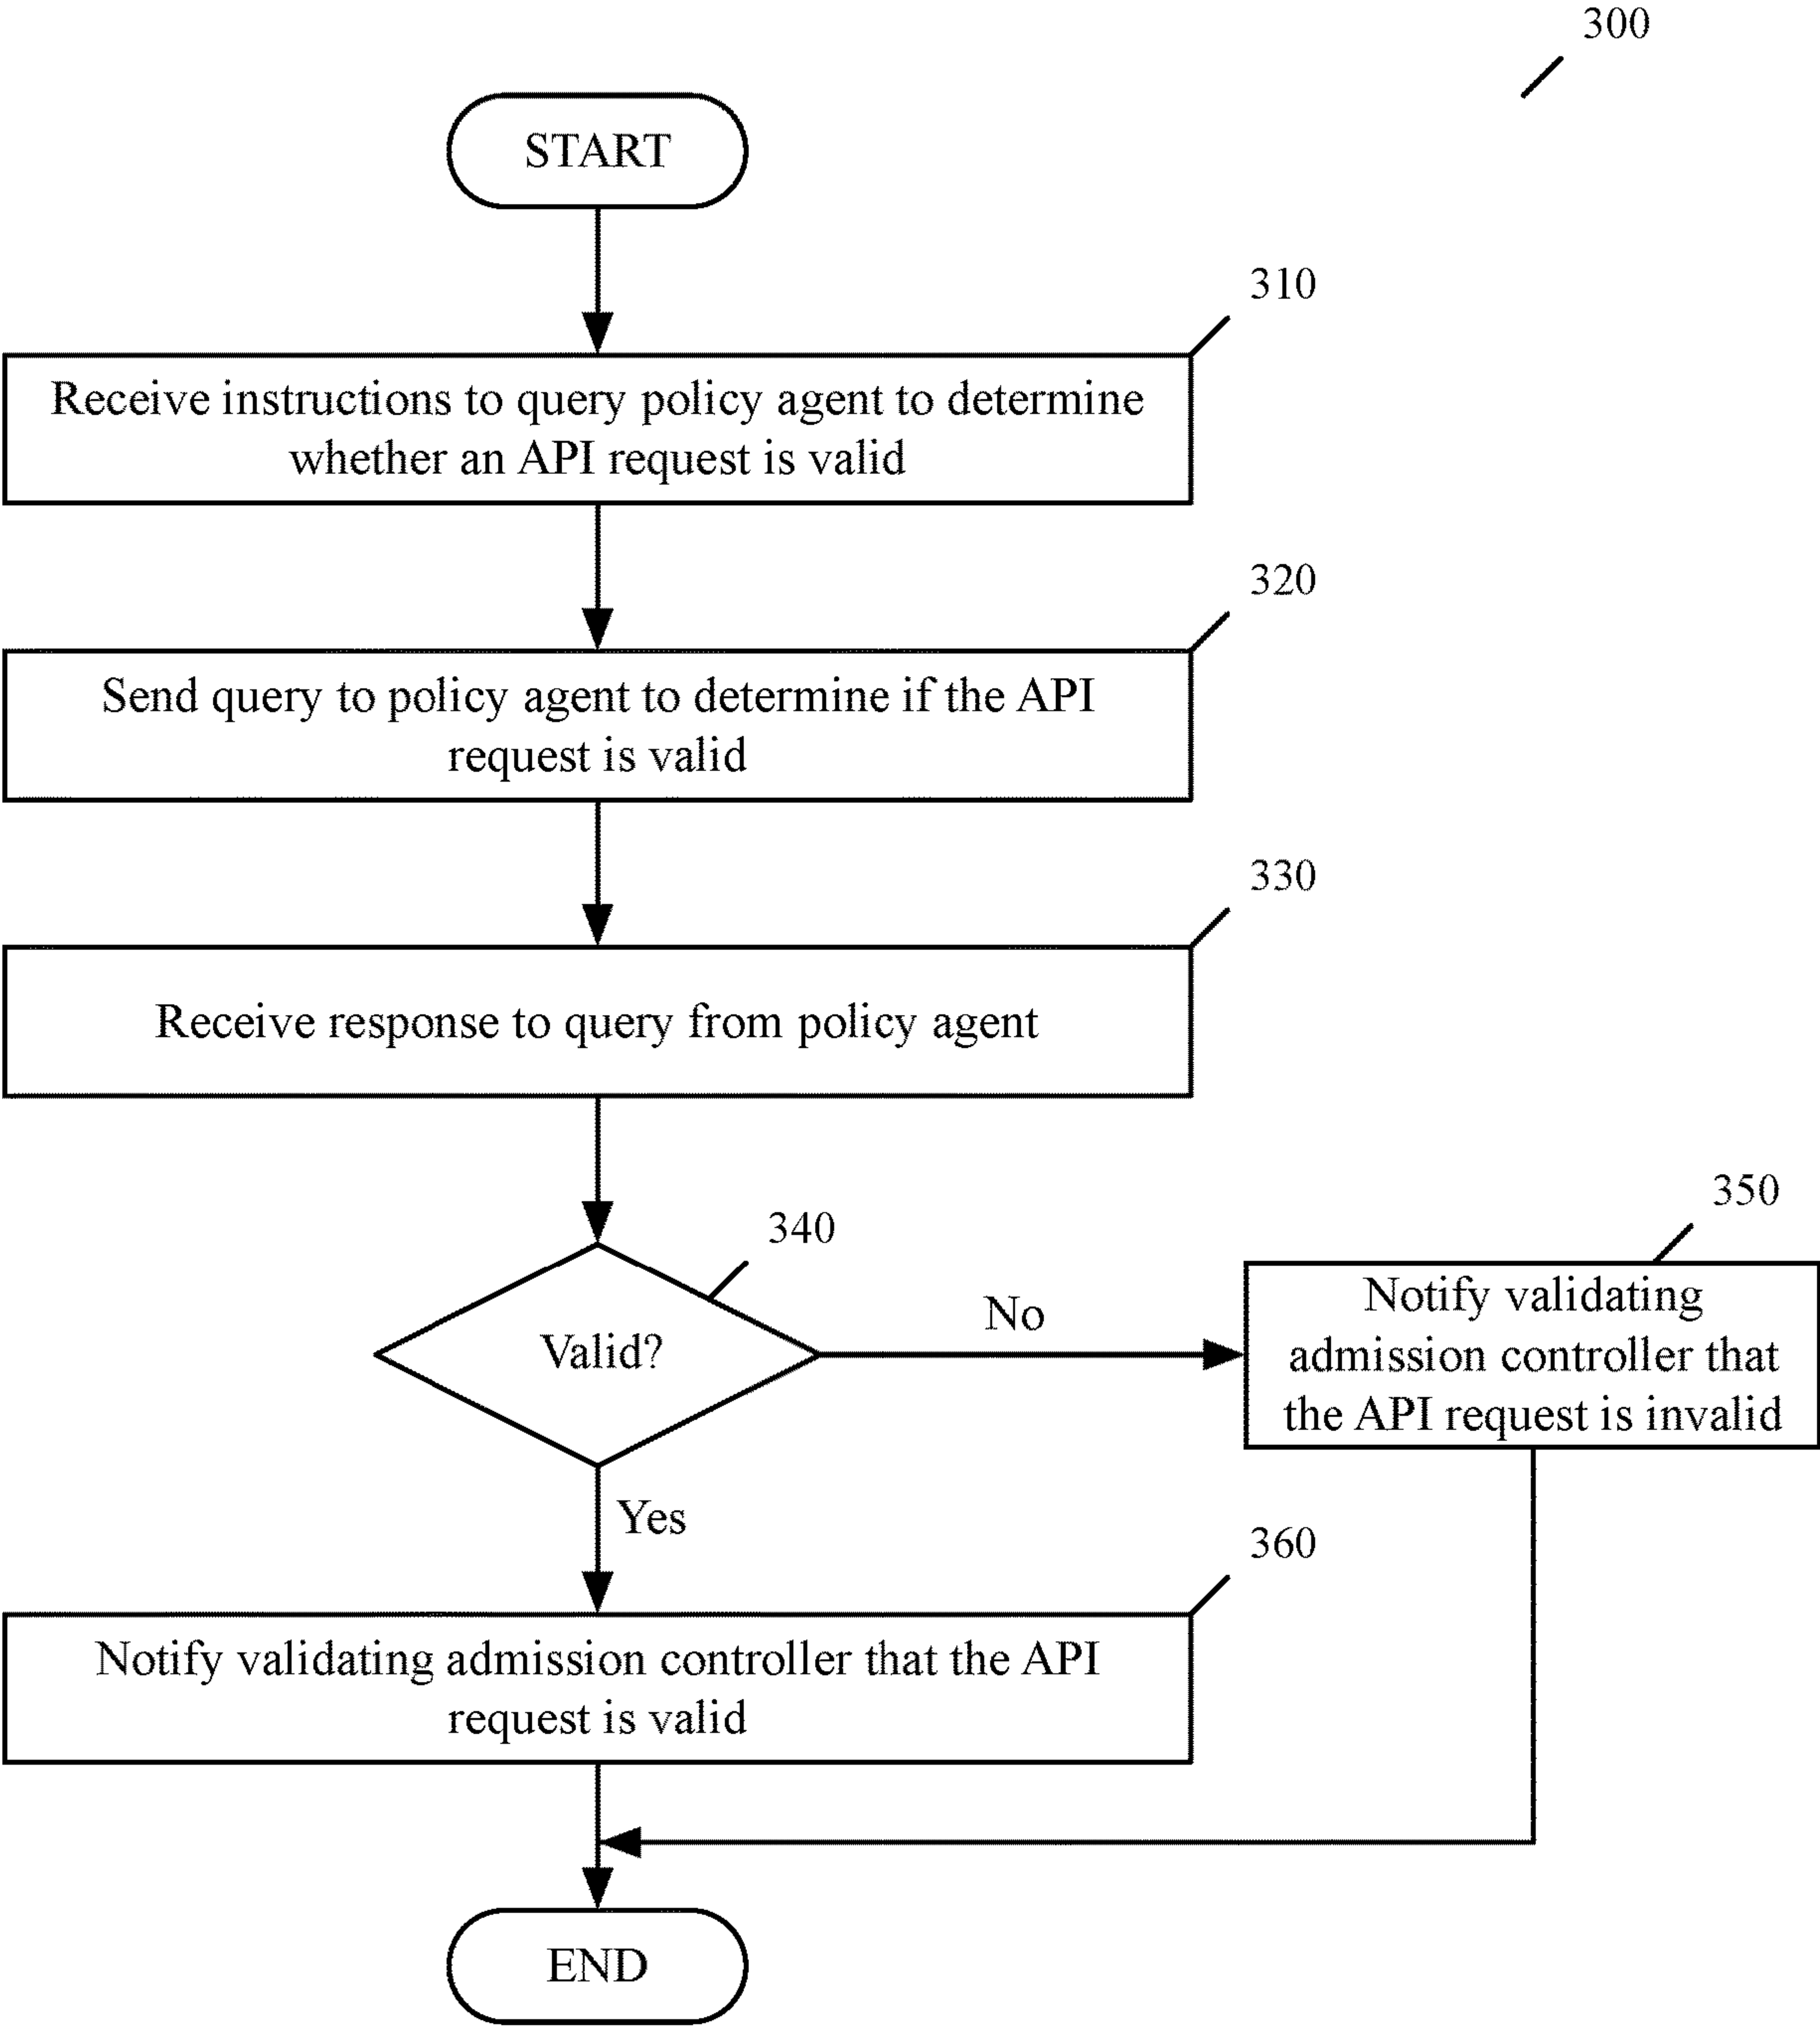 300
START
310
Receive instructions to query policy agent to determine
whether an API request is valid
320
Send query to policy agent to determine if the API
request is valid
330
Receive response to query from policy agent
340
Valid?
No
350
Notify validating
admission controller that
the API request is invalid
Yes
360
Notify validating admission controller that the API
request is valid
END